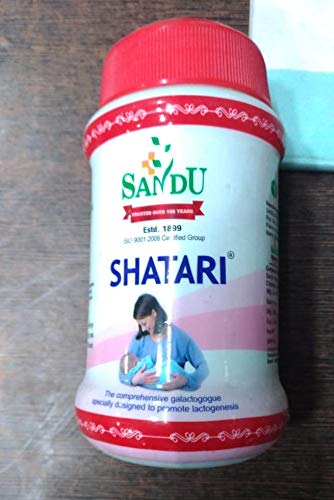 SANDU
TRUSTED OVER 100 YEARS
Estd. 1899
ISO 9001:2008 Certified Group
SHATARI®
The comprehensive galactogogue
specially designed to promote lactogenesis